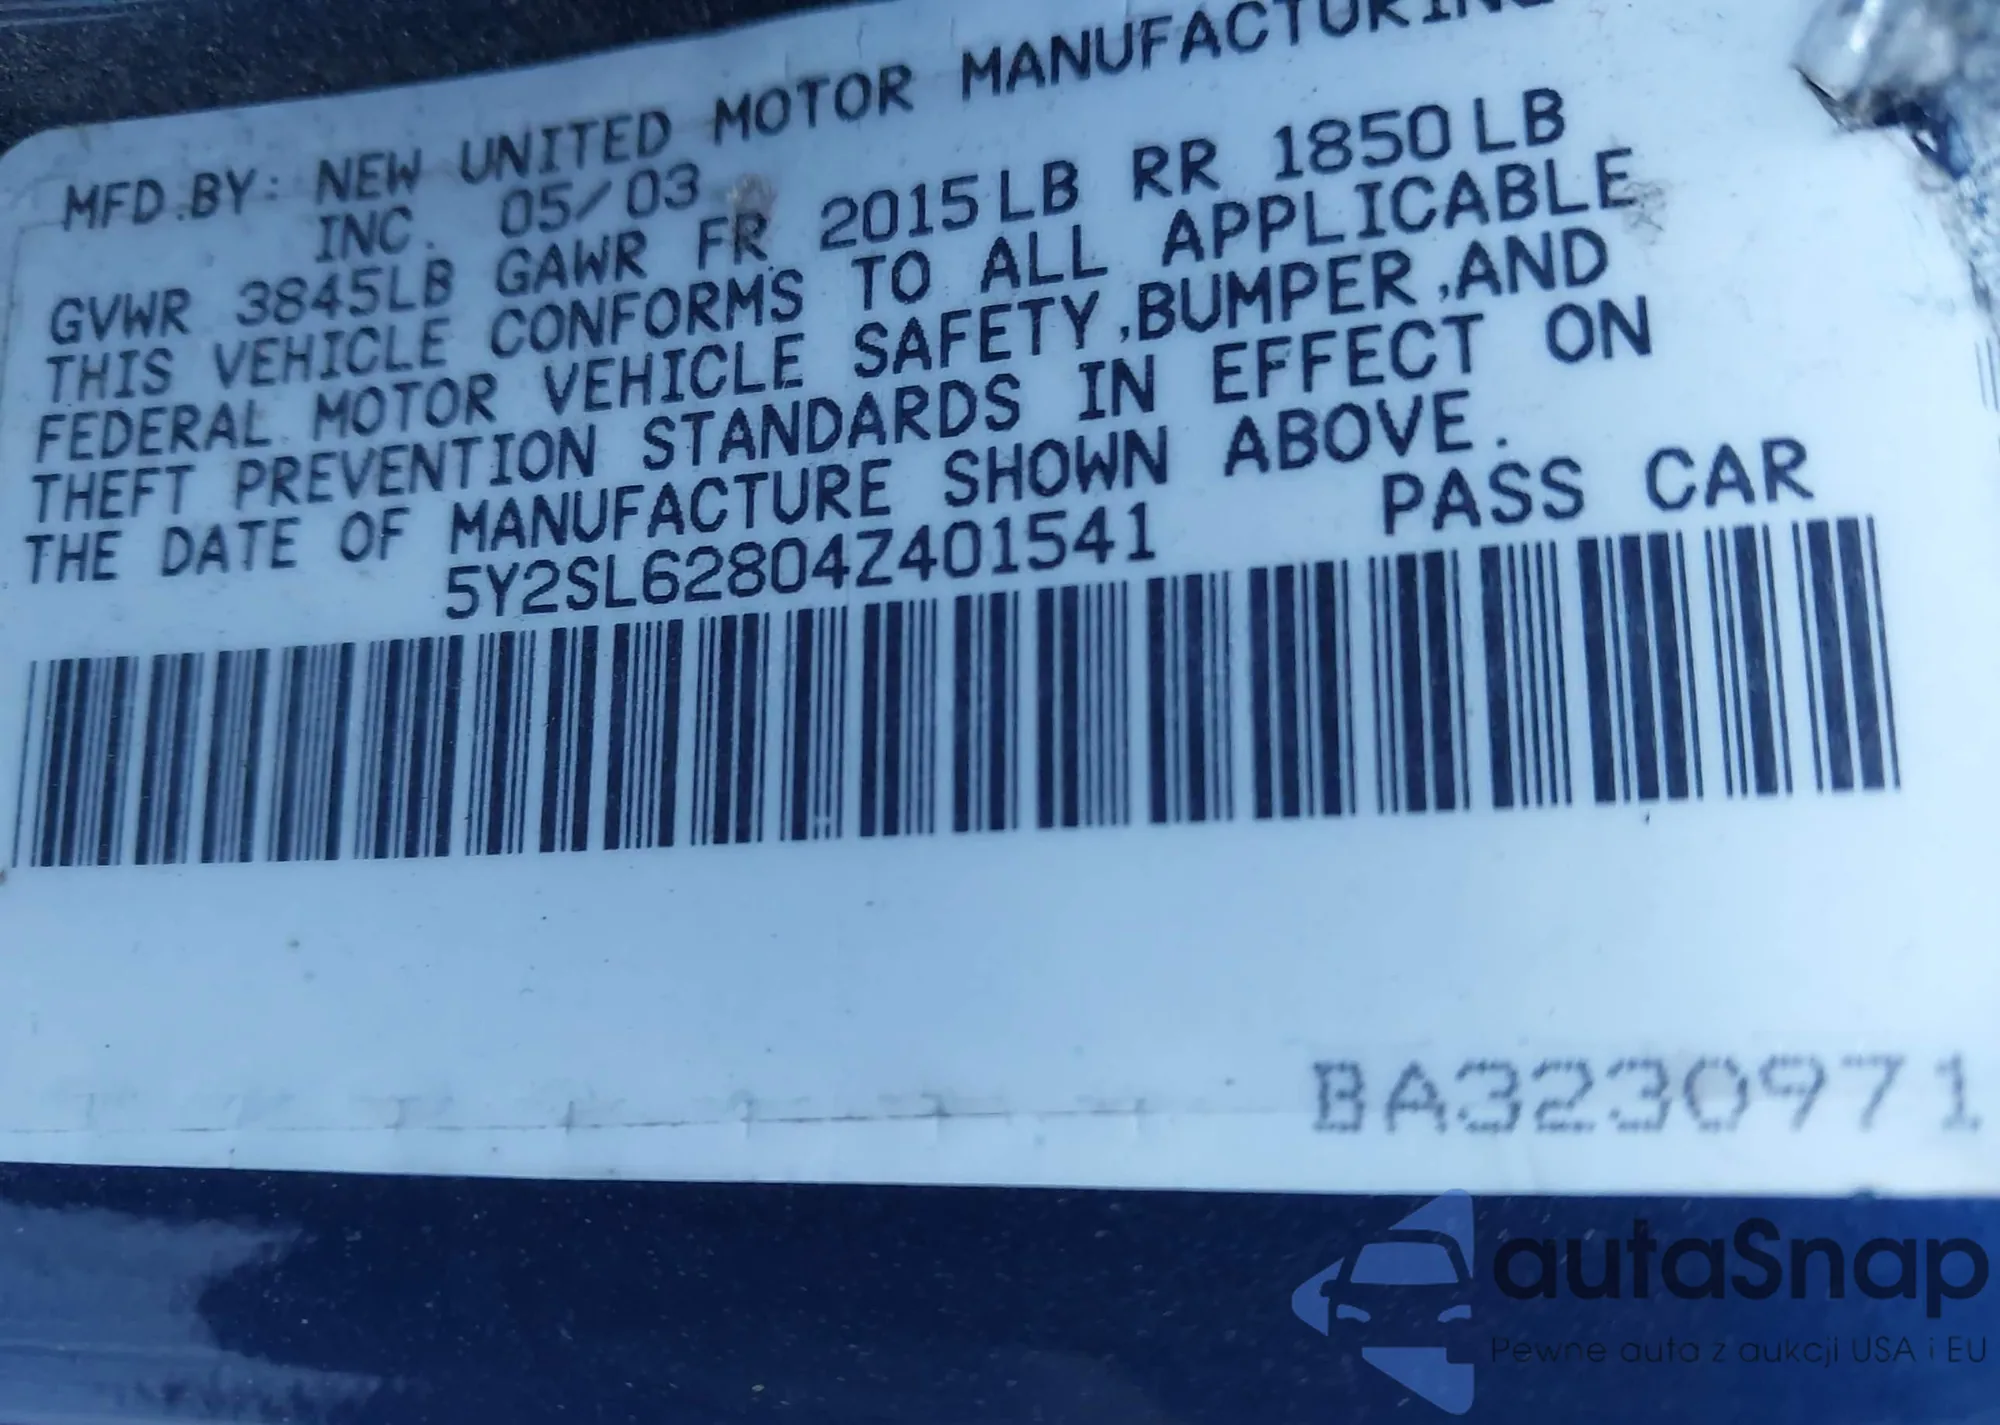 MFD.BY: NEW UNITED MOTOR MANUFACTURING
INC. 05/03
GVWR 3845LB GAWR FR 2015LB RR 1850LB
THIS VEHICLE CONFORMS TO ALL APPLICABLE
FEDERAL MOTOR VEHICLE SAFETY,BUMPER,AND
THEFT PREVENTION STANDARDS IN EFFECT ON
THE DATE OF MANUFACTURE SHOWN ABOVE.
5Y2SL62804Z401541 PASS CAR
BA3230971
autaSnap
Pewne auta z aukcji USA i EU